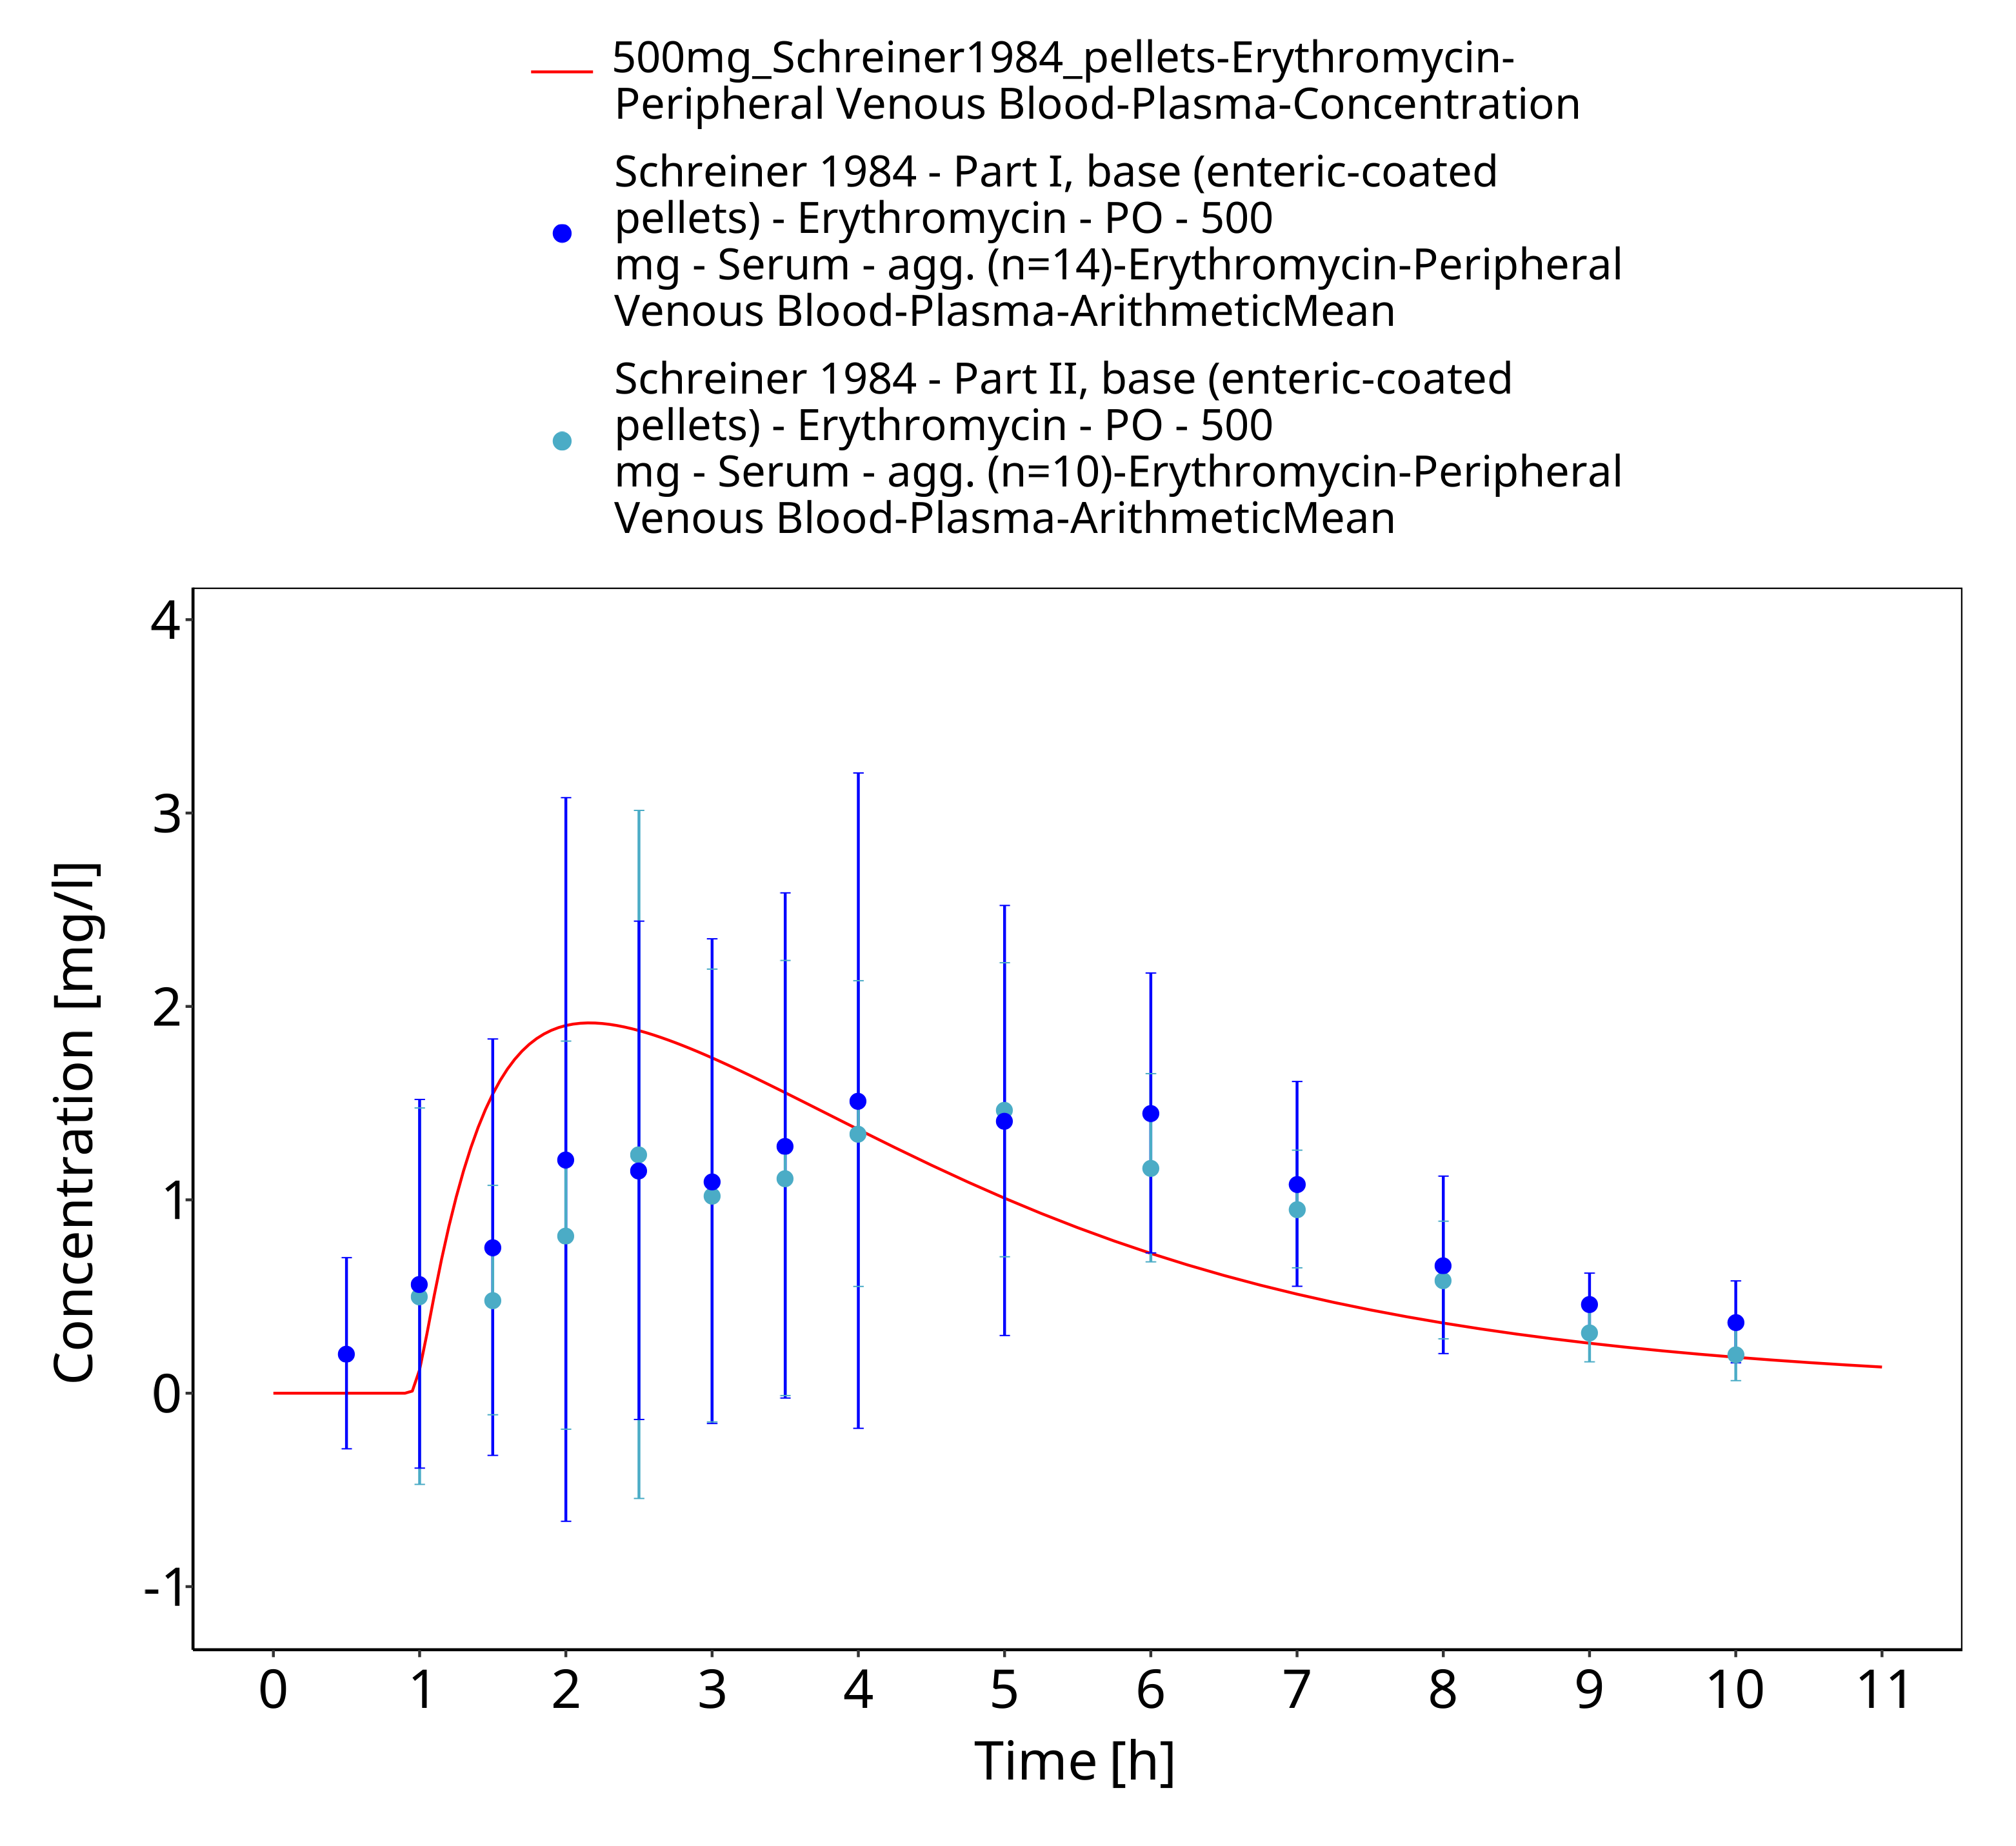 500mg_Schreiner1984_pellets-Erythromycin-
Peripheral Venous Blood-Plasma-Concentration
Schreiner 1984 - Part I, base (enteric-coated
pellets) - Erythromycin - PO - 500
mg - Serum - agg. (n=14)-Erythromycin-Peripheral
Venous Blood-Plasma-ArithmeticMean
Schreiner 1984 - Part II, base (enteric-coated
pellets) - Erythromycin - PO - 500
mg - Serum - agg. (n=10)-Erythromycin-Peripheral
Venous Blood-Plasma-ArithmeticMean
Concentration [mg/l]
4
3
2
1
0
-1
0 1 2 3 4 5 6 7 8 9 10 11
Time [h]